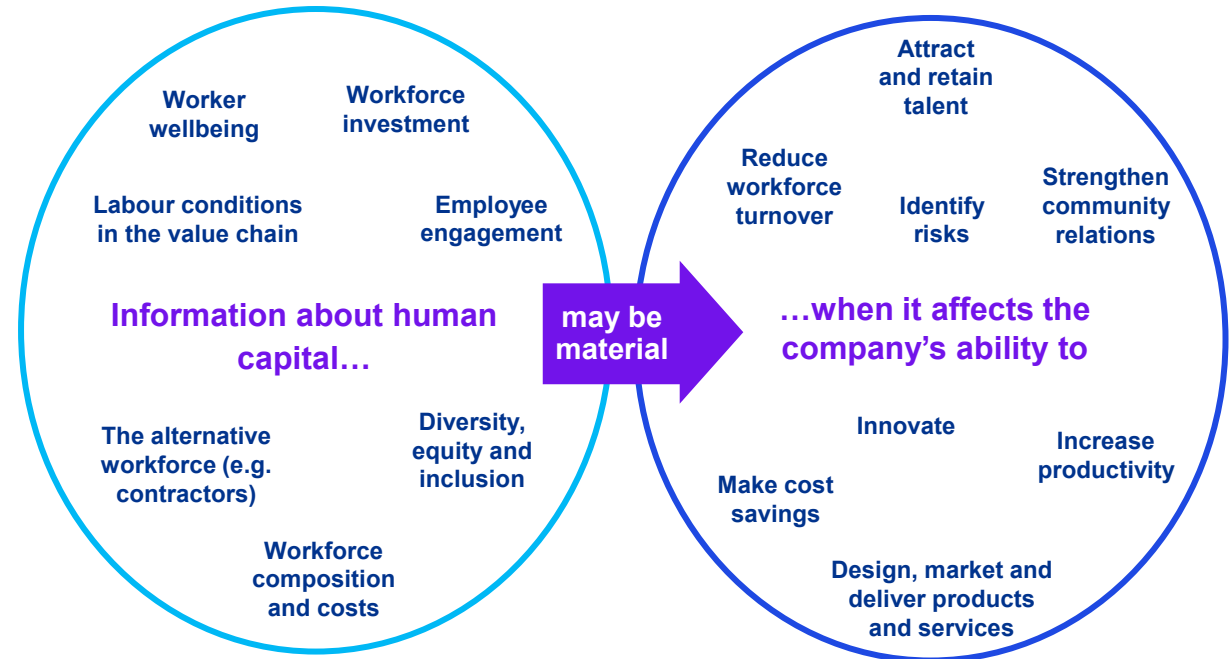 Worker
wellbeing
Workforce
investment
Labour conditions
in the value chain
Employee
engagement
Information about human
capital…
The alternative
workforce (e.g.
contractors)
Diversity,
equity and
inclusion
Workforce
composition
and costs
may be
material
Attract
and retain
talent
Reduce
workforce
turnover
Identify
risks
Strengthen
community
relations
…when it affects the
company’s ability to
Innovate
Increase
productivity
Make cost
savings
Design, market and
deliver products
and services